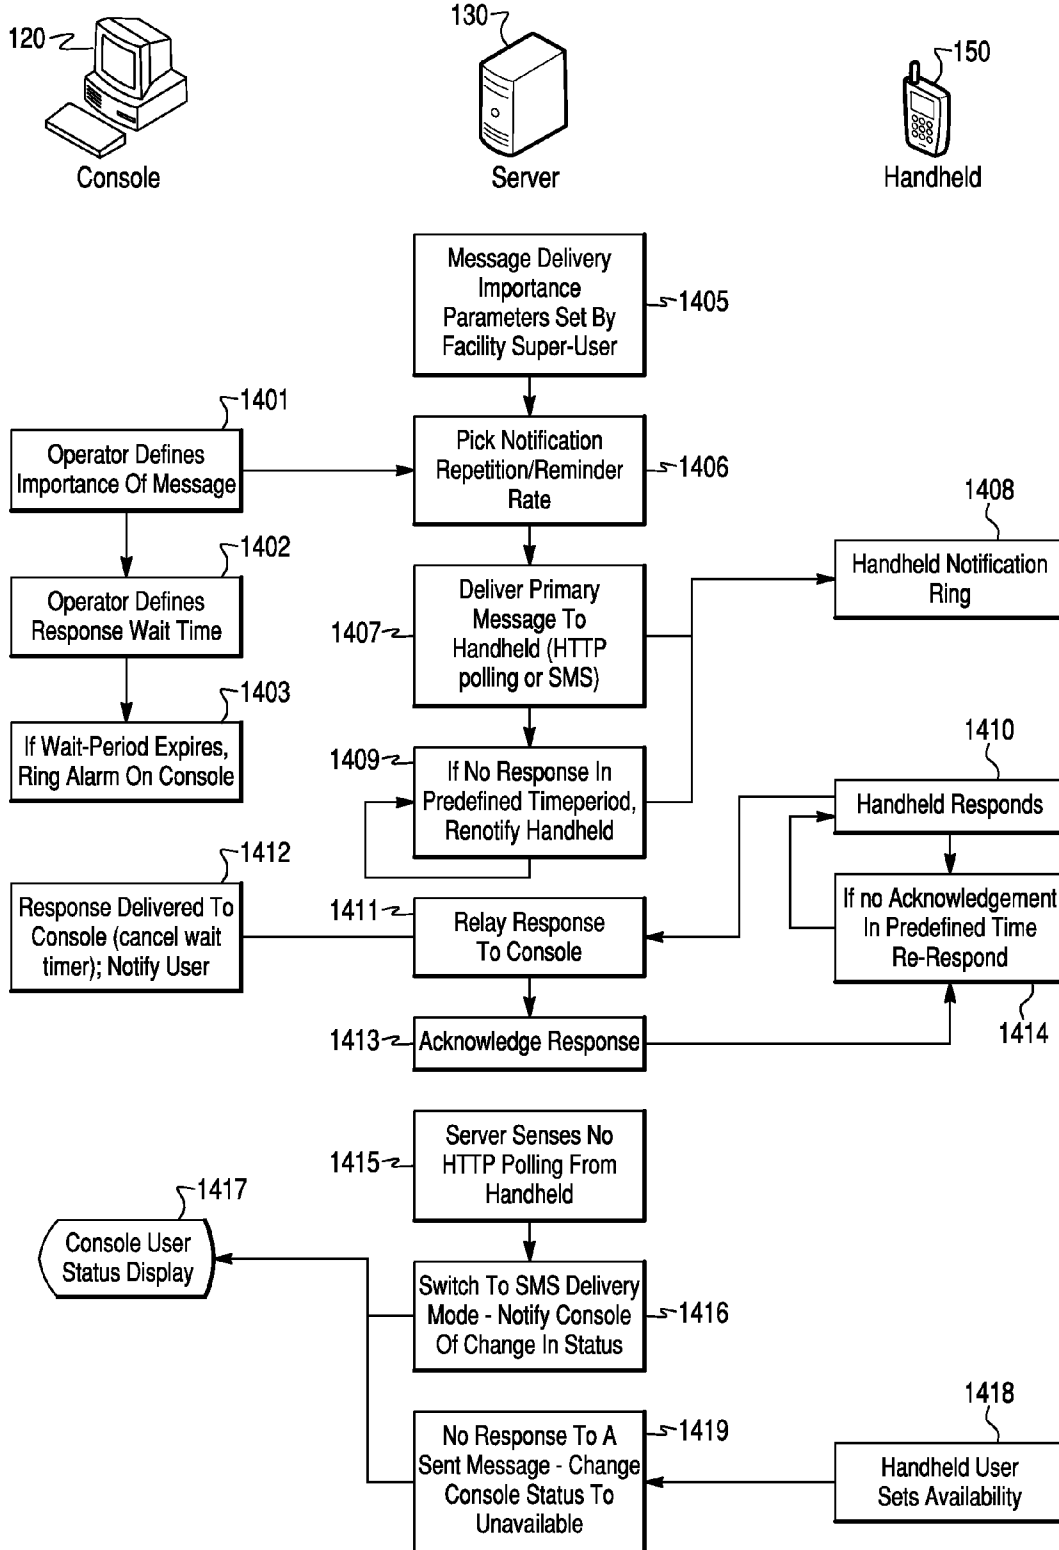 120
Console
130
Server
150
Handheld
Message Delivery
Importance
Parameters Set By
Facility Super-User
1405
1401
Operator Defines
Importance Of Message
Pick Notification
Repetition/Reminder
Rate
1406
1408
Handheld Notification
Ring
1402
Operator Defines
Response Wait Time
1407
Deliver Primary
Message To
Handheld (HTTP
polling or SMS)
1403
If Wait-Period Expires,
Ring Alarm On Console
1409
If No Response In
Predefined Timeperiod,
Renotify Handheld
1410
Handheld Responds
1412
Response Delivered To
Console (cancel wait
timer); Notify User
1411
Relay Response
To Console
If no Acknowledgement
In Predefined Time
Re-Respond
1414
1413
Acknowledge Response
1415
Server Senses No
HTTP Polling From
Handheld
1417
Console User
Status Display
Switch To SMS Delivery
Mode - Notify Console
Of Change In Status
1416
1418
Handheld User
Sets Availability
No Response To A
Sent Message - Change
Console Status To
Unavailable
1419